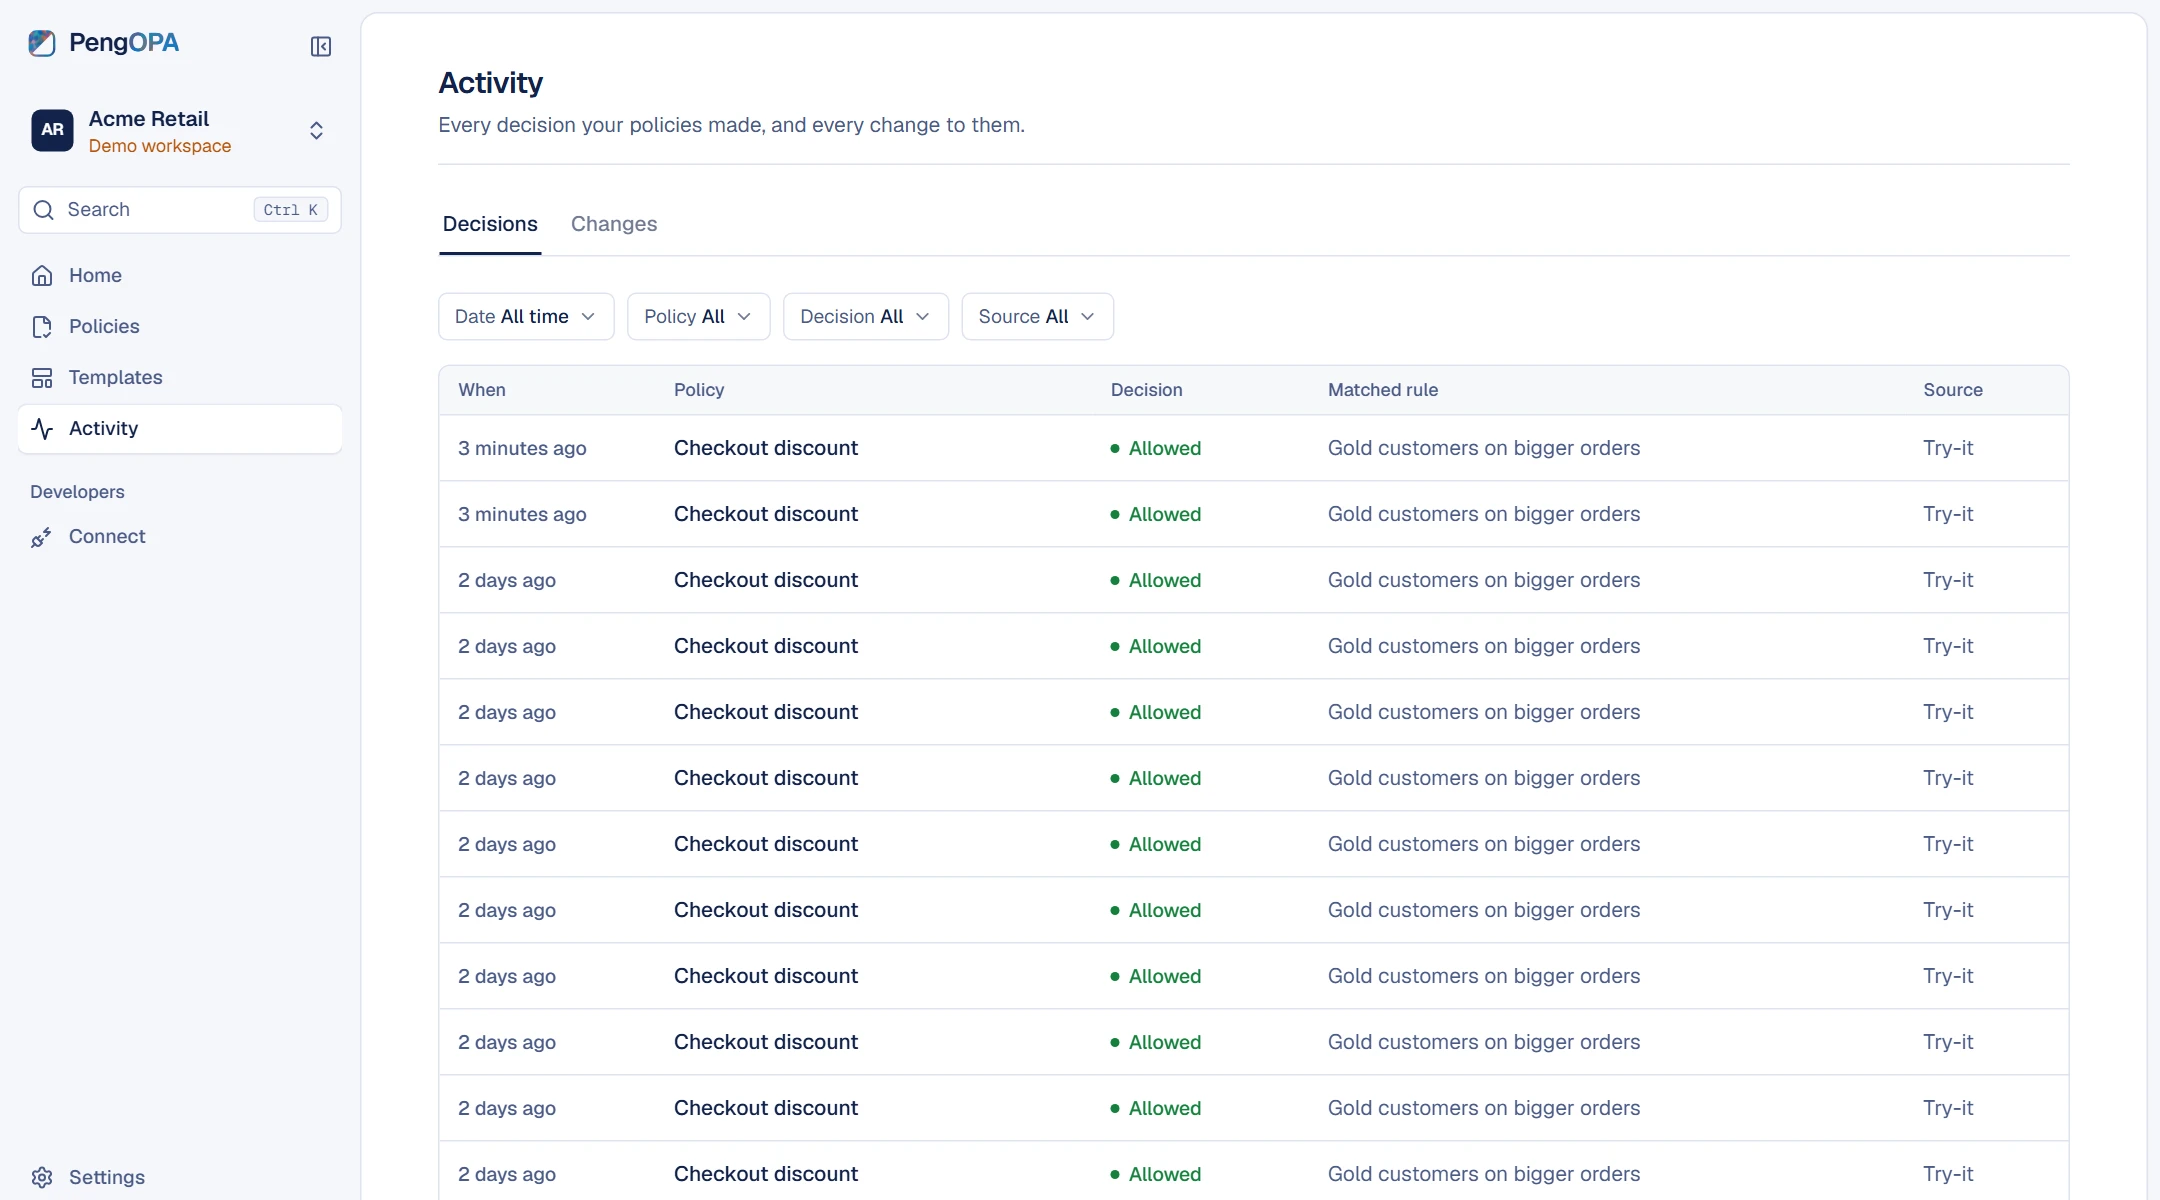 PengOPA
AR
Acme Retail
Demo workspace
Search
Ctrl K
Home
Policies
Templates
Activity
Developers
Connect
Settings
Activity
Every decision your policies made, and every change to them.
Decisions Changes
Date All time Policy All Decision All Source All
When Policy Decision Matched rule Source
3 minutes ago Checkout discount Allowed Gold customers on bigger orders Try-it
3 minutes ago Checkout discount Allowed Gold customers on bigger orders Try-it
2 days ago Checkout discount Allowed Gold customers on bigger orders Try-it
2 days ago Checkout discount Allowed Gold customers on bigger orders Try-it
2 days ago Checkout discount Allowed Gold customers on bigger orders Try-it
2 days ago Checkout discount Allowed Gold customers on bigger orders Try-it
2 days ago Checkout discount Allowed Gold customers on bigger orders Try-it
2 days ago Checkout discount Allowed Gold customers on bigger orders Try-it
2 days ago Checkout discount Allowed Gold customers on bigger orders Try-it
2 days ago Checkout discount Allowed Gold customers on bigger orders Try-it
2 days ago Checkout discount Allowed Gold customers on bigger orders Try-it
2 days ago Checkout discount Allowed Gold customers on bigger orders Try-it